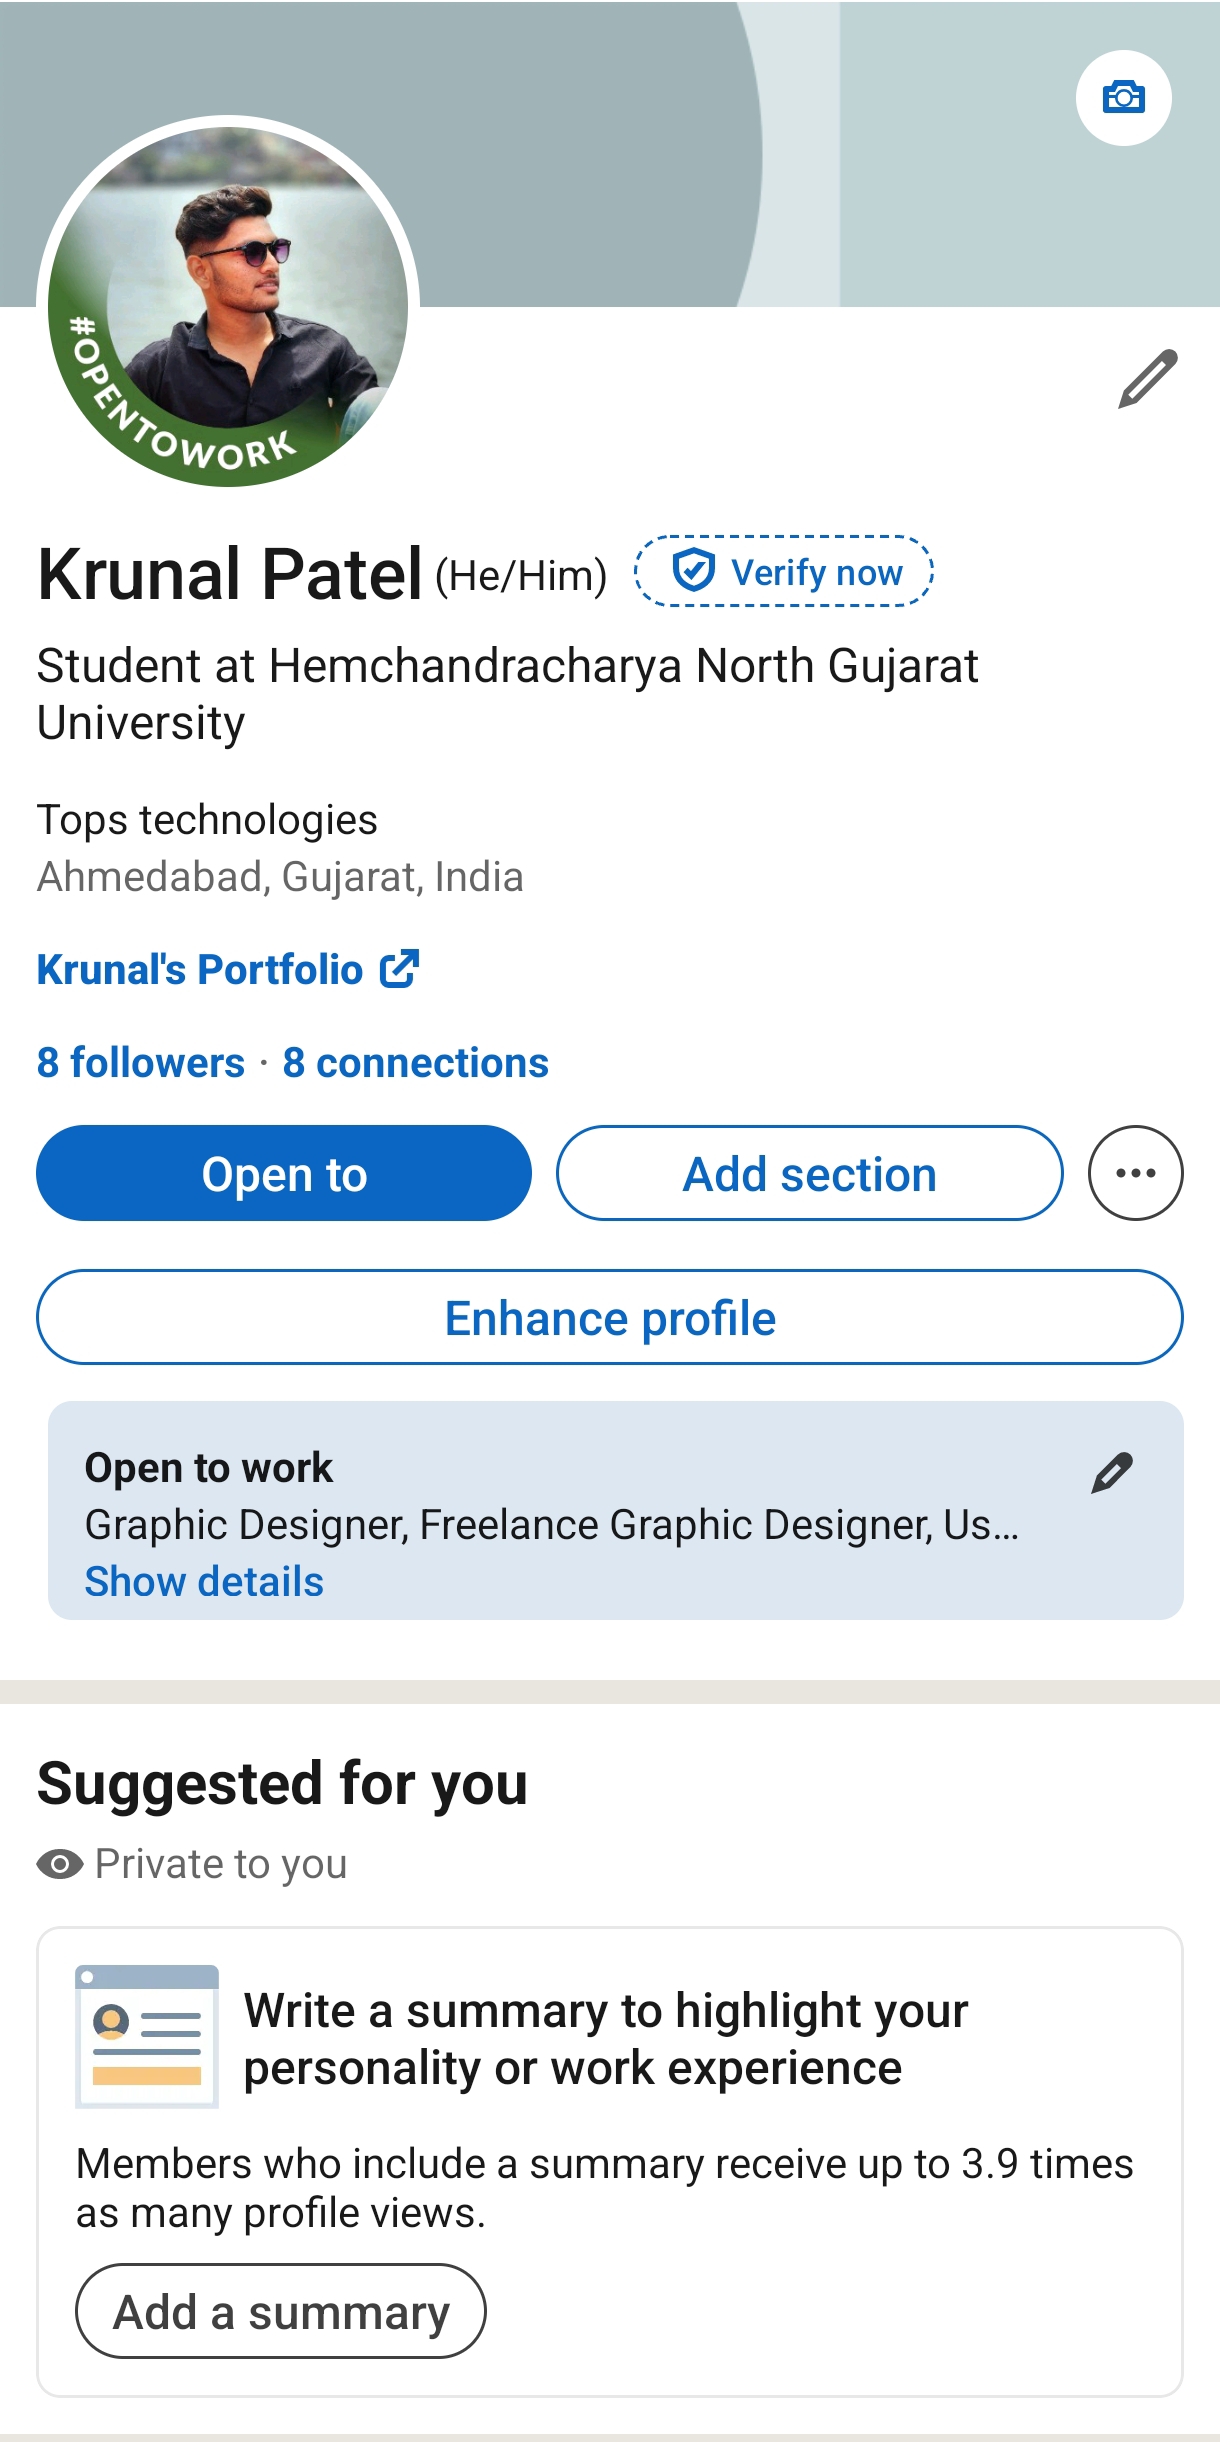 #OPENTOWORK
Krunal Patel (He/Him) Verify now
Student at Hemchandracharya North Gujarat
University
Tops technologies
Ahmedabad, Gujarat, India
Krunal's Portfolio
8 followers · 8 connections
Open to Add section
Enhance profile
Open to work
Graphic Designer, Freelance Graphic Designer, Us...
Show details
Suggested for you
Private to you
Write a summary to highlight your
personality or work experience
Members who include a summary receive up to 3.9 times
as many profile views.
Add a summary